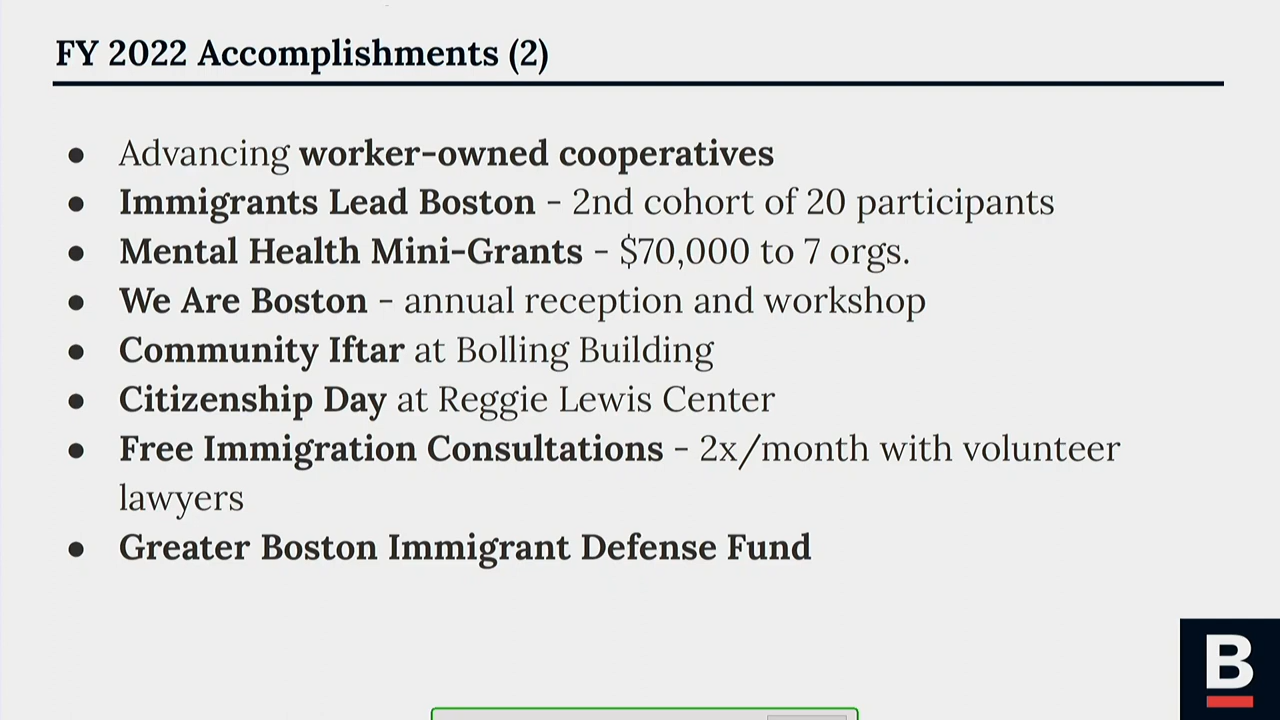 FY 2022 Accomplishments (2)
● Advancing worker-owned cooperatives
● Immigrants Lead Boston - 2nd cohort of 20 participants
● Mental Health Mini-Grants - $70,000 to 7 orgs.
● We Are Boston - annual reception and workshop
● Community Iftar at Bolling Building
● Citizenship Day at Reggie Lewis Center
● Free Immigration Consultations - 2x/month with volunteer
lawyers
● Greater Boston Immigrant Defense Fund
B